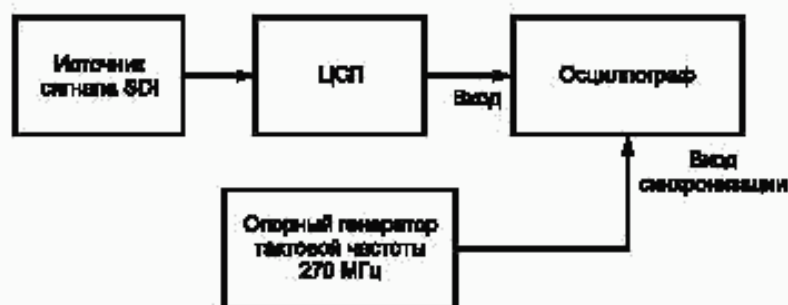 Источник
сигнала SDI
ЦСП
Вход
Осциллограф
Вход
синхронизации
Опорный генератор
тактовой частоты
270 МГц